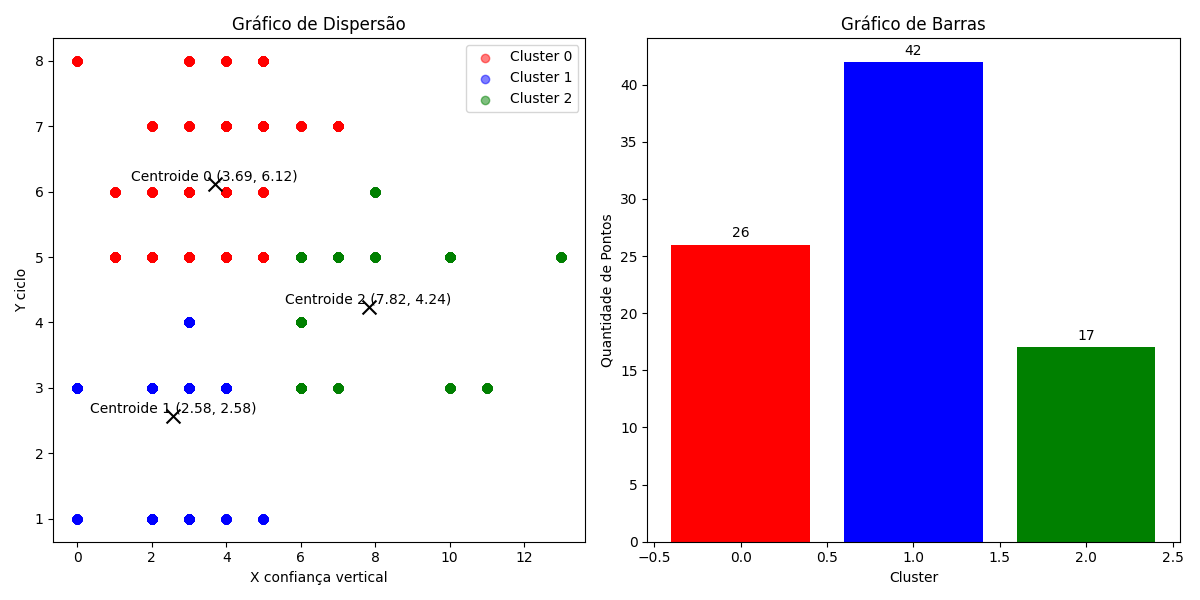 Gráfico de Dispersão
Cluster 0
Cluster 1
Cluster 2
Centroide 0 (3.69, 6.12)
Centroide 2 (7.82, 4.24)
Centroide 1 (2.58, 2.58)
8
7
6
5
4
3
2
1
Y ciclo
0
2
4
6
8
10
12
X confiança vertical
Gráfico de Barras
42
26
17
40
35
30
25
20
15
10
5
0
Quantidade de Pontos
−0.5
0.0
0.5
1.0
1.5
2.0
2.5
Cluster